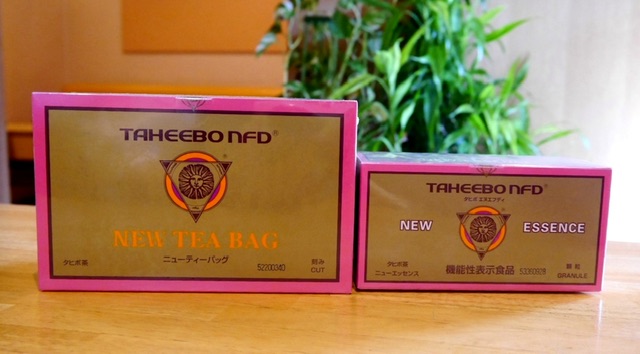 TAHEEBO NFD®
NEW TEA BAG
タヒボ茶
ニューティーバッグ
52200340
刻み
CUT
TAHEEBO NFD®
タヒボ エヌエフディ
NEW
ESSENCE
タヒボ茶
ニューエッセンス
機能性表示食品
顆粒
GRANULE